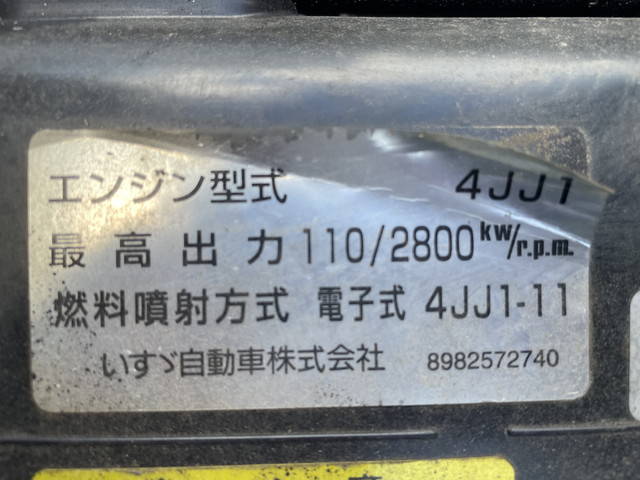 エンジン型式 4JJ1
最高出力 110/2800 kw/r.p.m.
燃料噴射方式 電子式 4JJ1-11
いすゞ自動車株式会社 8982572740